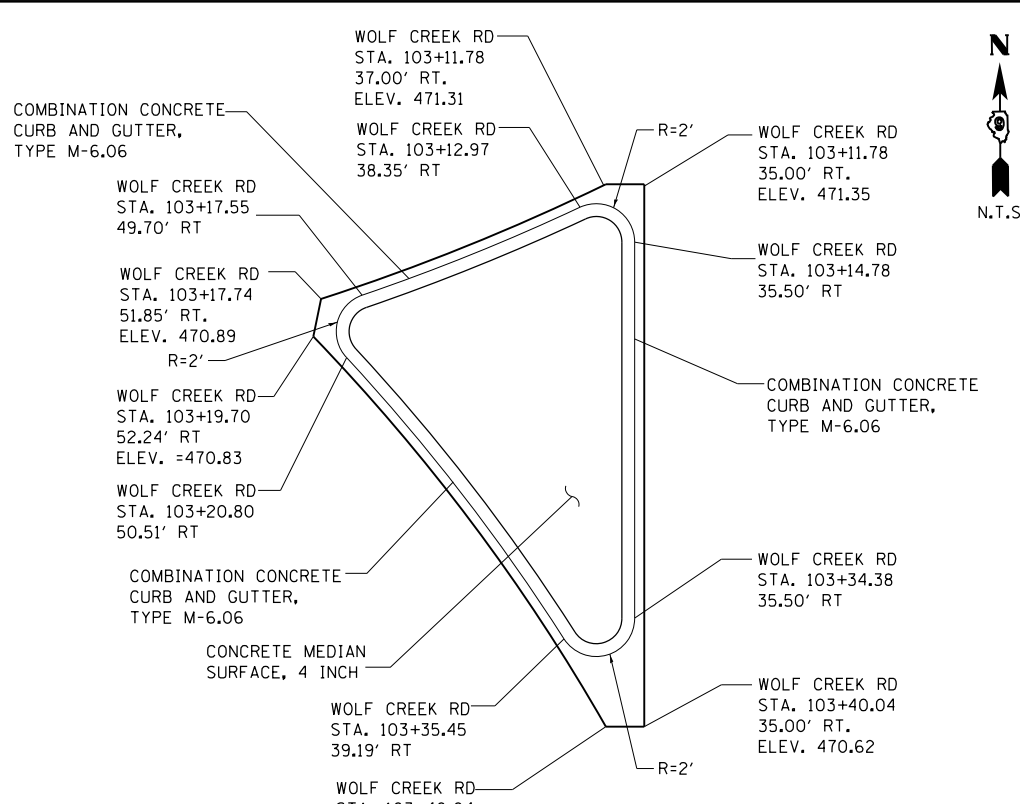 WOLF CREEK RD
STA. 103+11.78
37.00' RT.
ELEV. 471.31
N
COMBINATION CONCRETE
CURB AND GUTTER,
TYPE M-6.06
WOLF CREEK RD
STA. 103+12.97
38.35' RT
R=2'
WOLF CREEK RD
STA. 103+11.78
35.00' RT.
ELEV. 471.35
N.T.S
WOLF CREEK RD
STA. 103+17.55
49.70' RT
WOLF CREEK RD
STA. 103+14.78
35.50' RT
WOLF CREEK RD
STA. 103+17.74
51.85' RT.
ELEV. 470.89
R=2'
COMBINATION CONCRETE
CURB AND GUTTER,
TYPE M-6.06
WOLF CREEK RD
STA. 103+19.70
52.24' RT
ELEV. =470.83
WOLF CREEK RD
STA. 103+20.80
50.51' RT
COMBINATION CONCRETE
CURB AND GUTTER,
TYPE M-6.06
WOLF CREEK RD
STA. 103+34.38
35.50' RT
CONCRETE MEDIAN
SURFACE, 4 INCH
WOLF CREEK RD
STA. 103+35.45
39.19' RT
WOLF CREEK RD
STA. 103+40.04
35.00' RT.
ELEV. 470.62
R=2'
WOLF CREEK RD